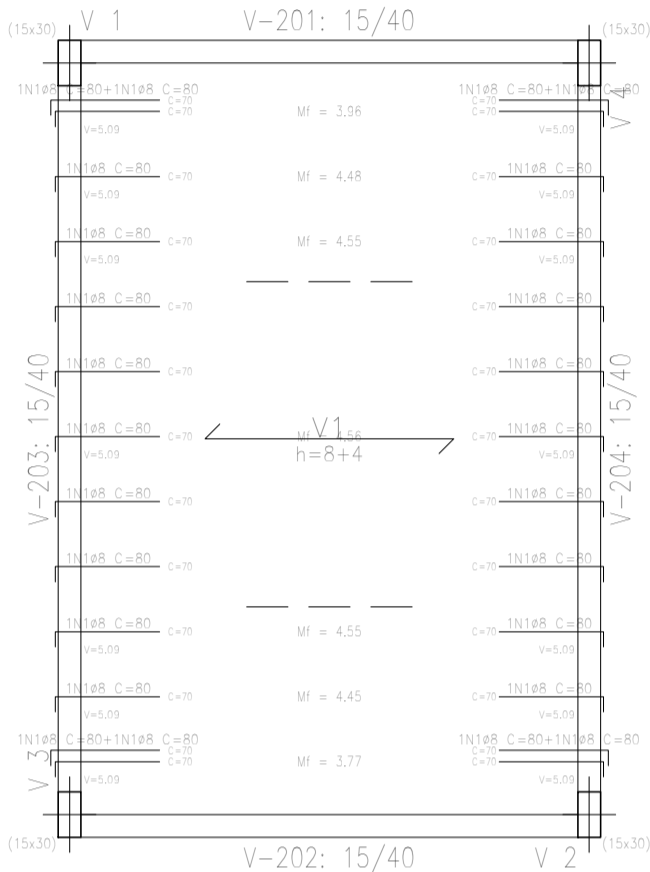 (15x30) V 1 V-201: 15/40 (15x30)
1N1ø8 C=80+1N1ø8 C=80 1N1ø8 C=80+1N1ø8 C=80
C=70 C=70
C=70 Mf = 3.96 C=70 V 4
V=5.09 V=5.09
1N1ø8 C=80 1N1ø8 C=80
C=70 Mf = 4.48 C=70
V=5.09 V=5.09
1N1ø8 C=80 1N1ø8 C=80
C=70 Mf = 4.55 C=70
V=5.09 V=5.09
1N1ø8 C=80 1N1ø8 C=80
C=70 C=70
1N1ø8 C=80 1N1ø8 C=80
C=70 C=70
V-203: 15/40 V-204: 15/40
1N1ø8 C=80 V1 1N1ø8 C=80
C=70 Mf = 4.56 C=70
V=5.09 h=8+4 V=5.09
1N1ø8 C=80 1N1ø8 C=80
C=70 C=70
1N1ø8 C=80 1N1ø8 C=80
C=70 C=70
1N1ø8 C=80 1N1ø8 C=80
C=70 Mf = 4.55 C=70
V=5.09 V=5.09
1N1ø8 C=80 1N1ø8 C=80
C=70 Mf = 4.45 C=70
V=5.09 V=5.09
1N1ø8 C=80+1N1ø8 C=80 1N1ø8 C=80+1N1ø8 C=80
C=70 C=70
V 3 C=70 Mf = 3.77 C=70
V=5.09 V=5.09
(15x30) V-202: 15/40 V 2 (15x30)